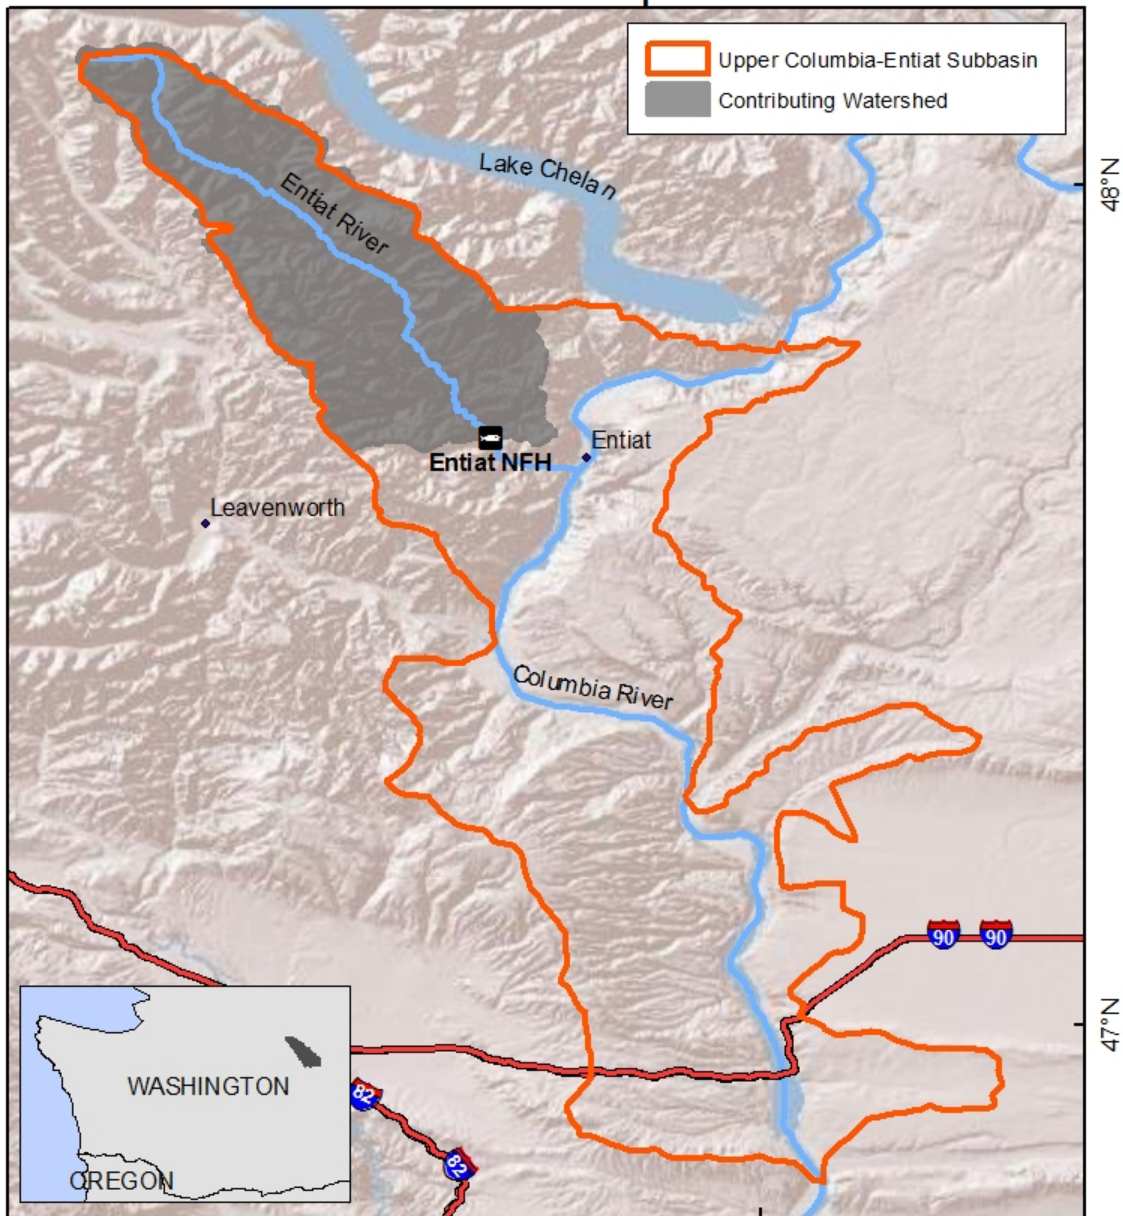 Upper Columbia-Entiat Subbasin
Contributing Watershed
Lake Chelan
48°N
Entiat River
Entiat
Entiat NFH
Leavenworth
Columbia River
90 90
47°N
WASHINGTON
82
82
OREGON